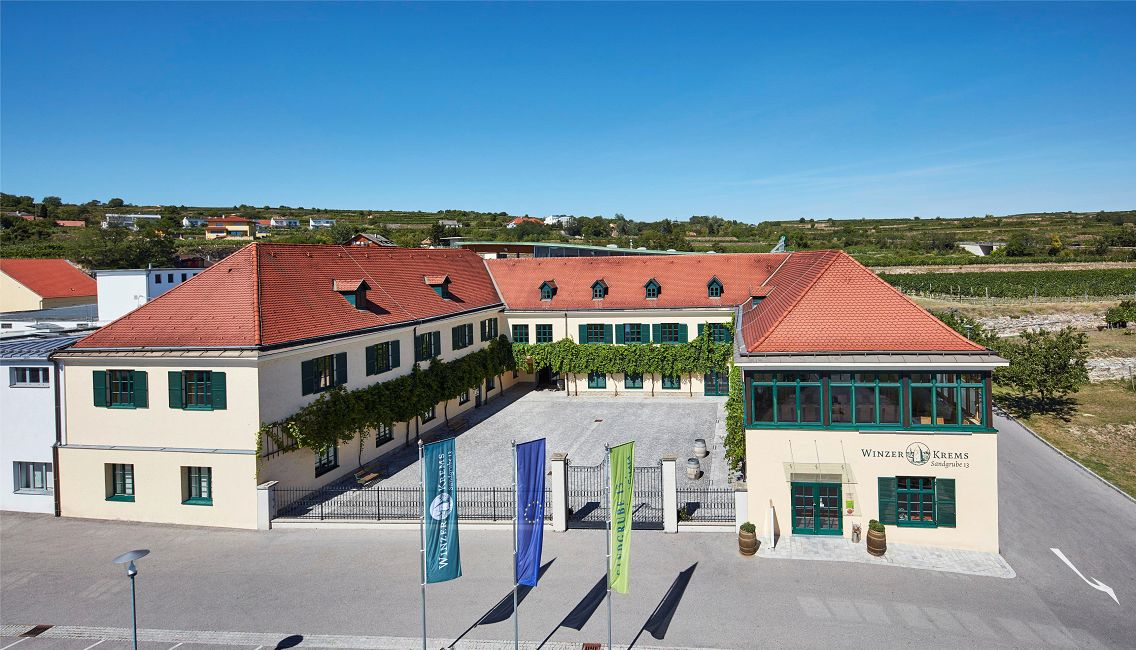 WINZER KREMS
Sandgrube 13
WINZER KREMS
SANDGRUBE 13